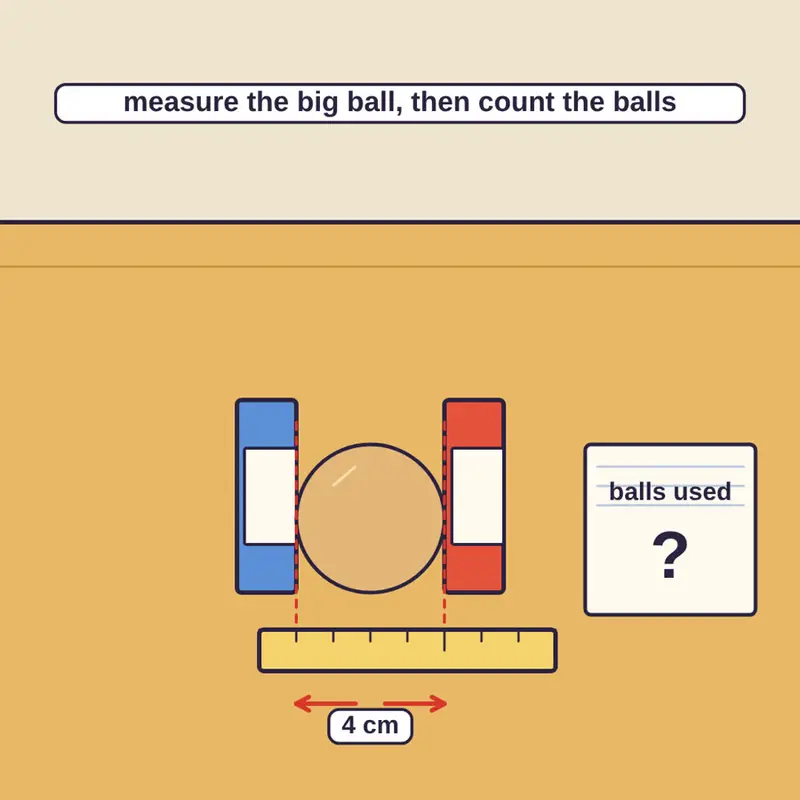 measure the big ball, then count the balls
balls used
?
4 cm